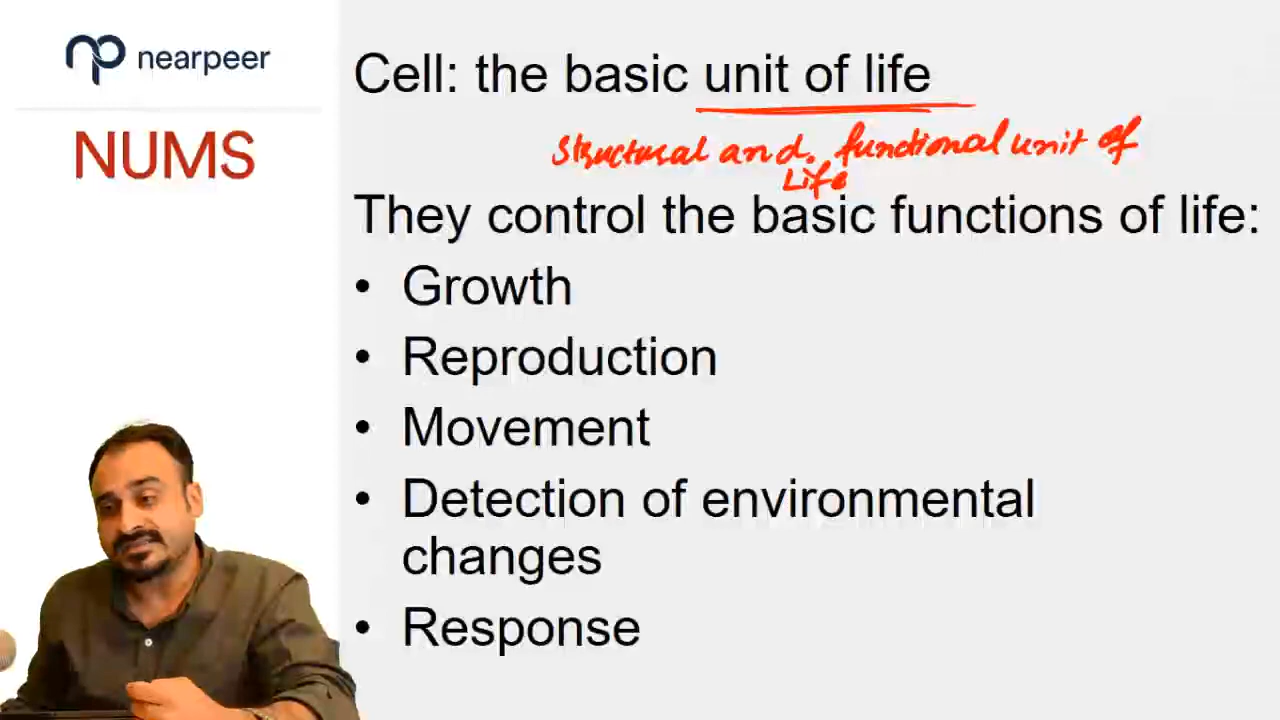 nearpeer
NUMS
Cell: the basic unit of life
Structural and. functional unit of
Life
They control the basic functions of life:
• Growth
• Reproduction
• Movement
• Detection of environmental
changes
• Response